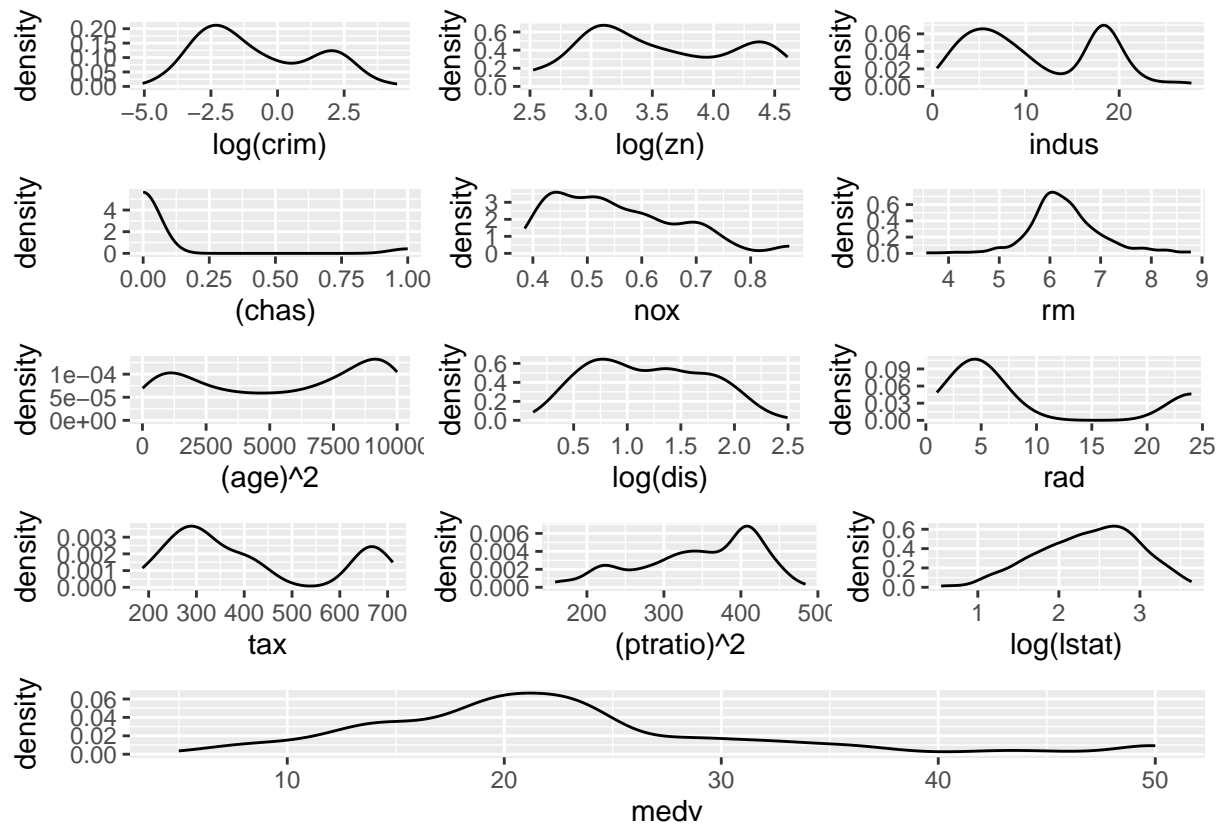 density
0.20
0.15
0.10
0.05
0.00
−5.0 −2.5 0.0 2.5
log(crim)
density
0.6
0.4
0.2
0.0
2.5 3.0 3.5 4.0 4.5
log(zn)
density
0.06
0.04
0.02
0.00
0 10 20
indus
density
4
2
0
0.00 0.25 0.50 0.75 1.00
(chas)
density
3
2
1
0
0.4 0.5 0.6 0.7 0.8
nox
density
0.6
0.4
0.2
0.0
4 5 6 7 8 9
rm
density
1e−04
5e−05
0e+00
0 2500 5000 7500 10000
(age)^2
density
0.6
0.4
0.2
0.0
0.5 1.0 1.5 2.0 2.5
log(dis)
density
0.09
0.06
0.03
0.00
0 5 10 15 20 25
rad
density
0.003
0.002
0.001
0.000
200 300 400 500 600 700
tax
density
0.006
0.004
0.002
0.000
200 300 400 500
(ptratio)^2
density
0.6
0.4
0.2
0.0
1 2 3
log(lstat)
density
0.06
0.04
0.02
0.00
10 20 30 40 50
medv